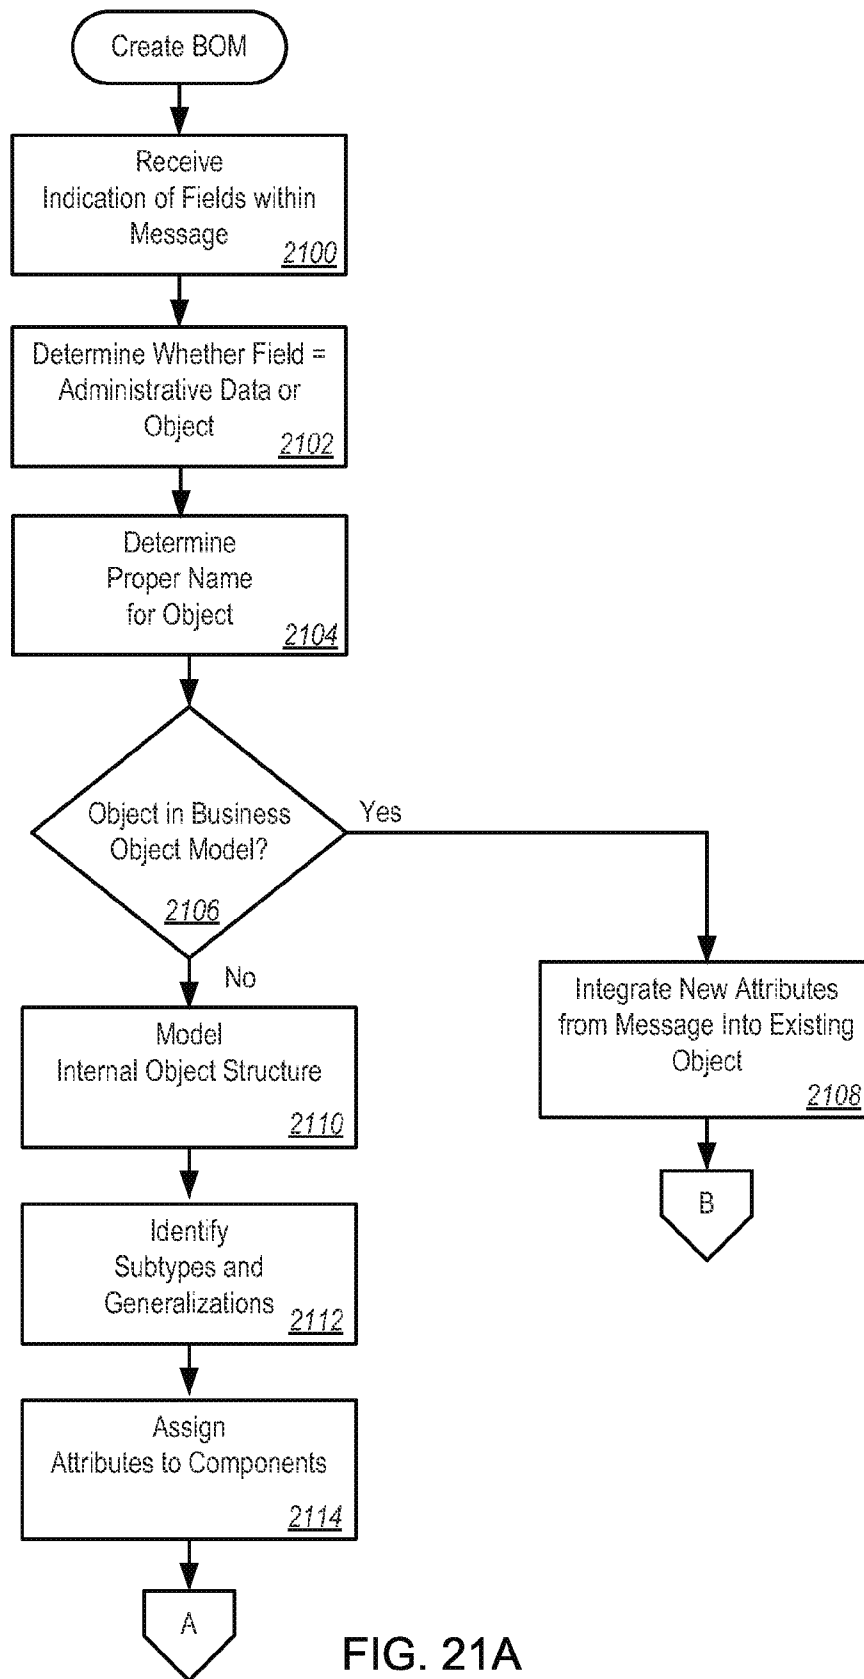 Create BOM
Receive
Indication of Fields within
Message
2100
Determine Whether Field =
Administrative Data or
Object
2102
Determine
Proper Name
for Object
2104
Object in Business
Object Model?
2106
Yes
No
Integrate New Attributes
from Message Into Existing
Object
2108
B
Model
Internal Object Structure
2110
Identify
Subtypes and
Generalizations
2112
Assign
Attributes to Components
2114
A
FIG. 21A